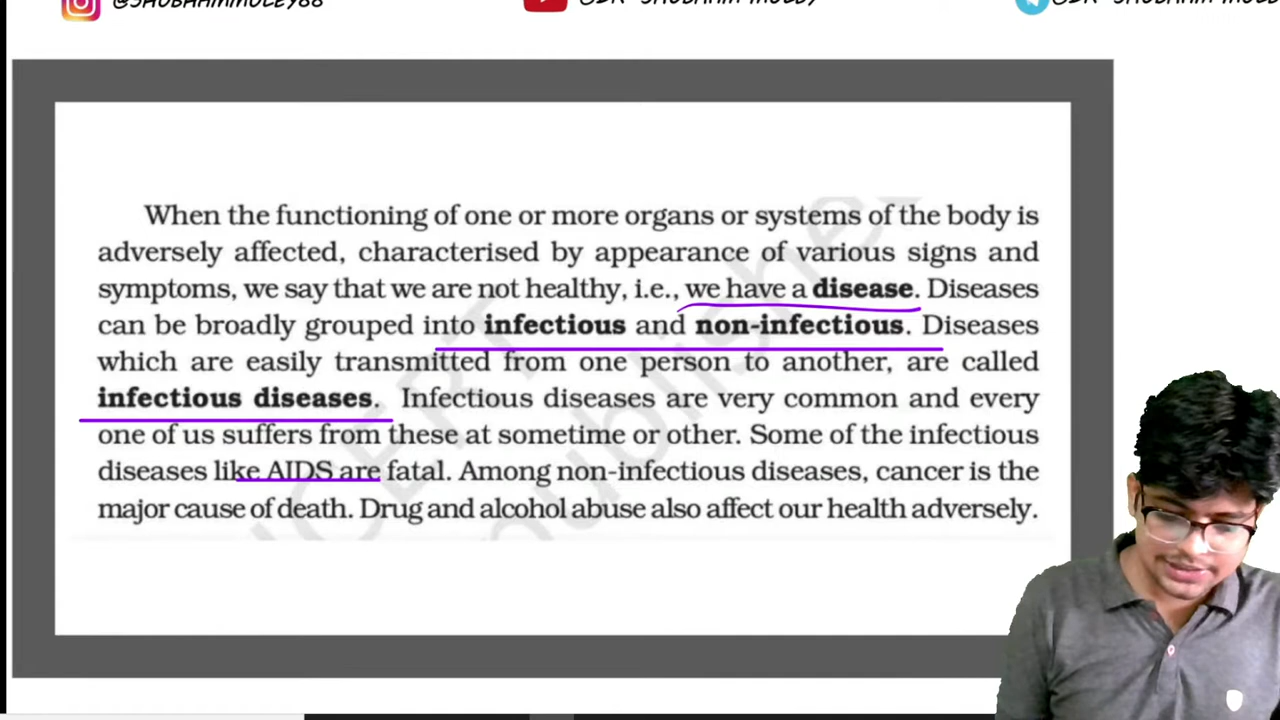 When the functioning of one or more organs or systems of the body is
adversely affected, characterised by appearance of various signs and
symptoms, we say that we are not healthy, i.e., we have a disease. Diseases
can be broadly grouped into infectious and non-infectious. Diseases
which are easily transmitted from one person to another, are called
infectious diseases. Infectious diseases are very common and every
one of us suffers from these at sometime or other. Some of the infectious
diseases like AIDS are fatal. Among non-infectious diseases, cancer is the
major cause of death. Drug and alcohol abuse also affect our health adversely.